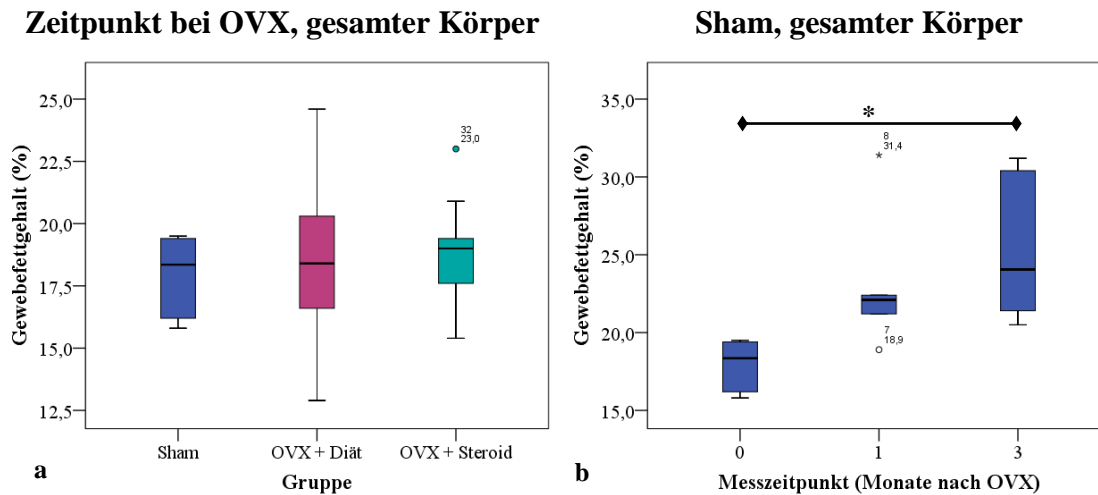 Zeitpunkt bei OVX, gesamter Körper
Gewebefettgehalt (%)
25,0
22,5
20,0
17,5
15,0
12,5
32
23,0
Sham
OVX + Diät
OVX + Steroid
Gruppe
a
Sham, gesamter Körper
Gewebefettgehalt (%)
35,0
30,0
25,0
20,0
15,0
*
8
31,4
7
18,9
0
1
3
Messzeitpunkt (Monate nach OVX)
b